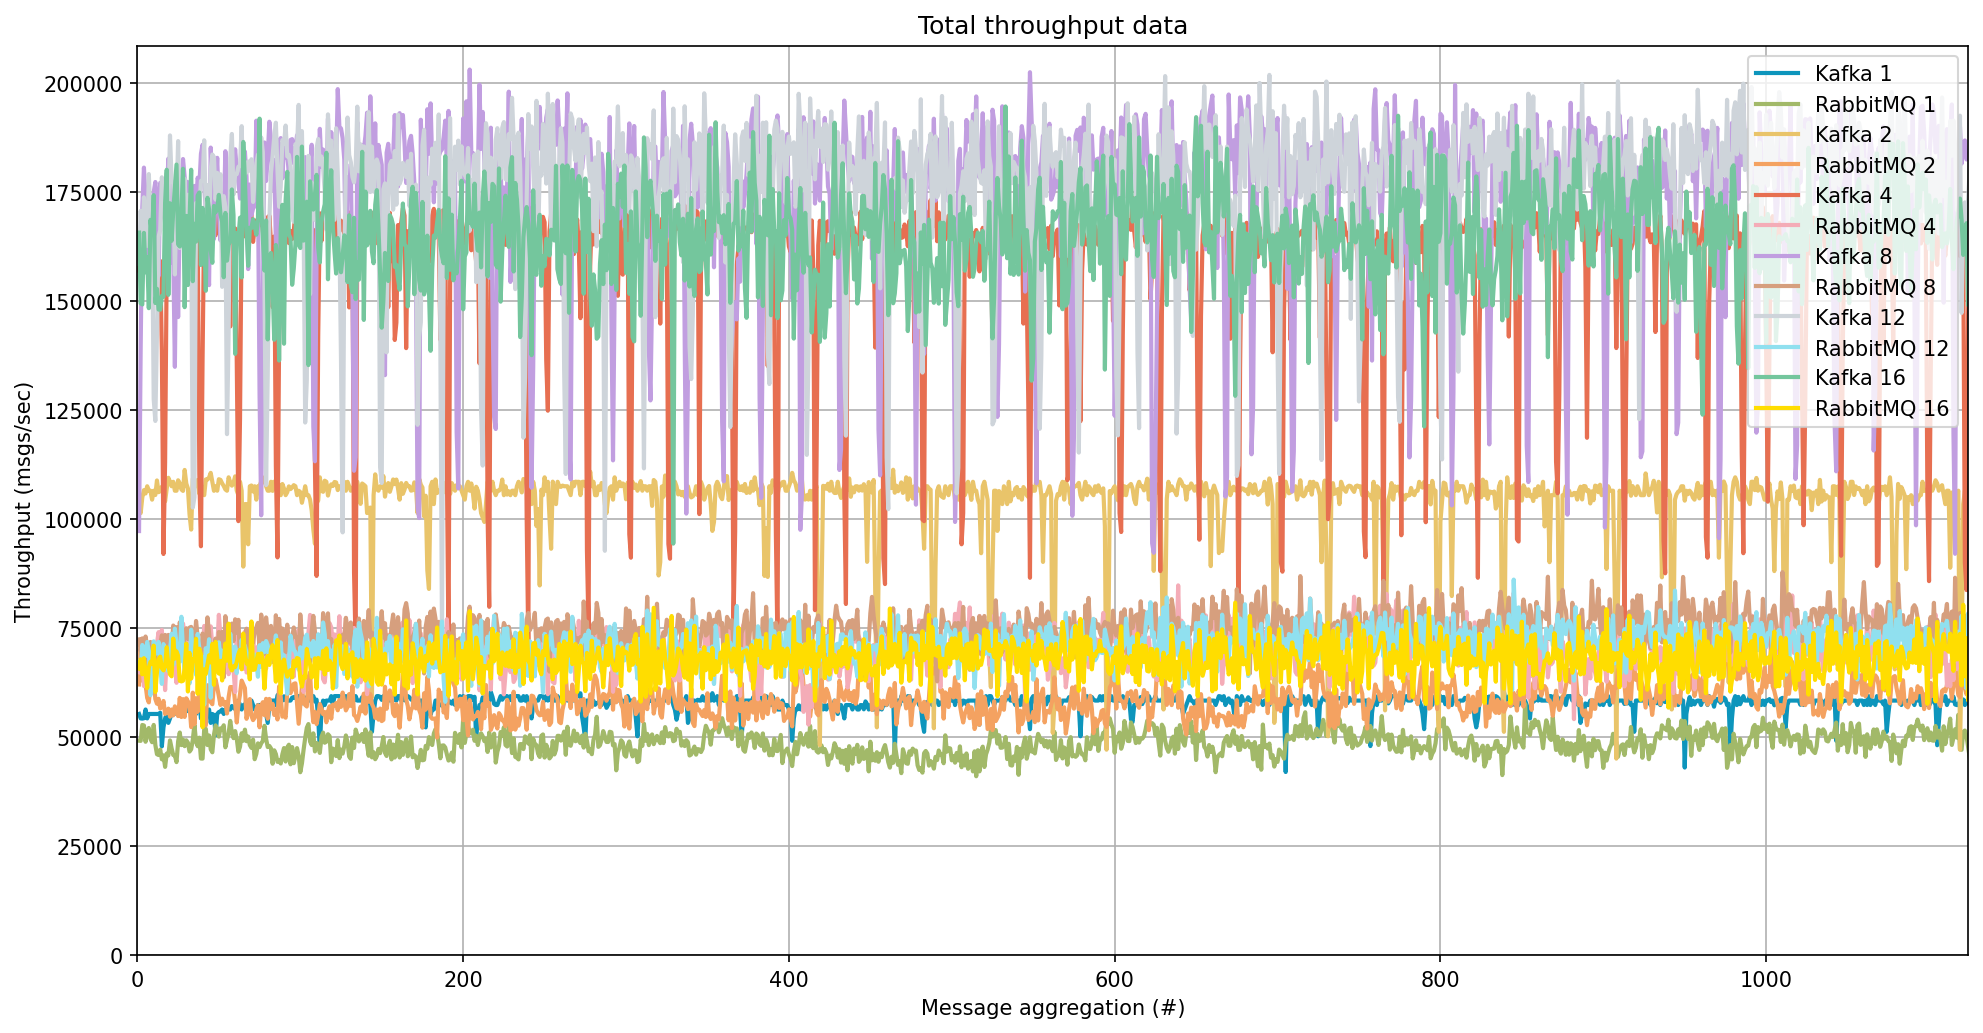 Total throughput data
200000
175000
150000
125000
100000
75000
50000
25000
0
Throughput (msgs/sec)
Kafka 1
RabbitMQ 1
Kafka 2
RabbitMQ 2
Kafka 4
RabbitMQ 4
Kafka 8
RabbitMQ 8
Kafka 12
RabbitMQ 12
Kafka 16
RabbitMQ 16
0 200 400 600 800 1000
Message aggregation (#)